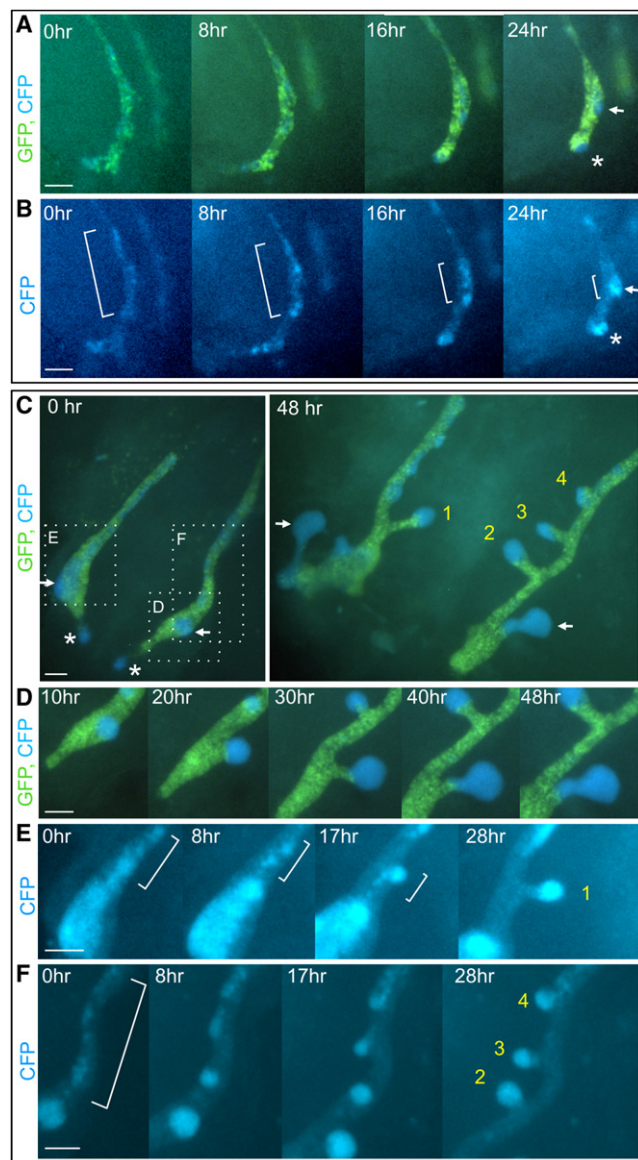 A
0hr
8hr
16hr
24hr
*
GFP, CFP
B
0hr
8hr
16hr
24hr
*
CFP
C
0 hr
48 hr
E
F
D
*
*
1
2
3
4
GFP, CFP
D
10hr
20hr
30hr
40hr
48hr
GFP, CFP
E
0hr
8hr
17hr
28hr
1
CFP
F
0hr
8hr
17hr
28hr
4
3
2
CFP